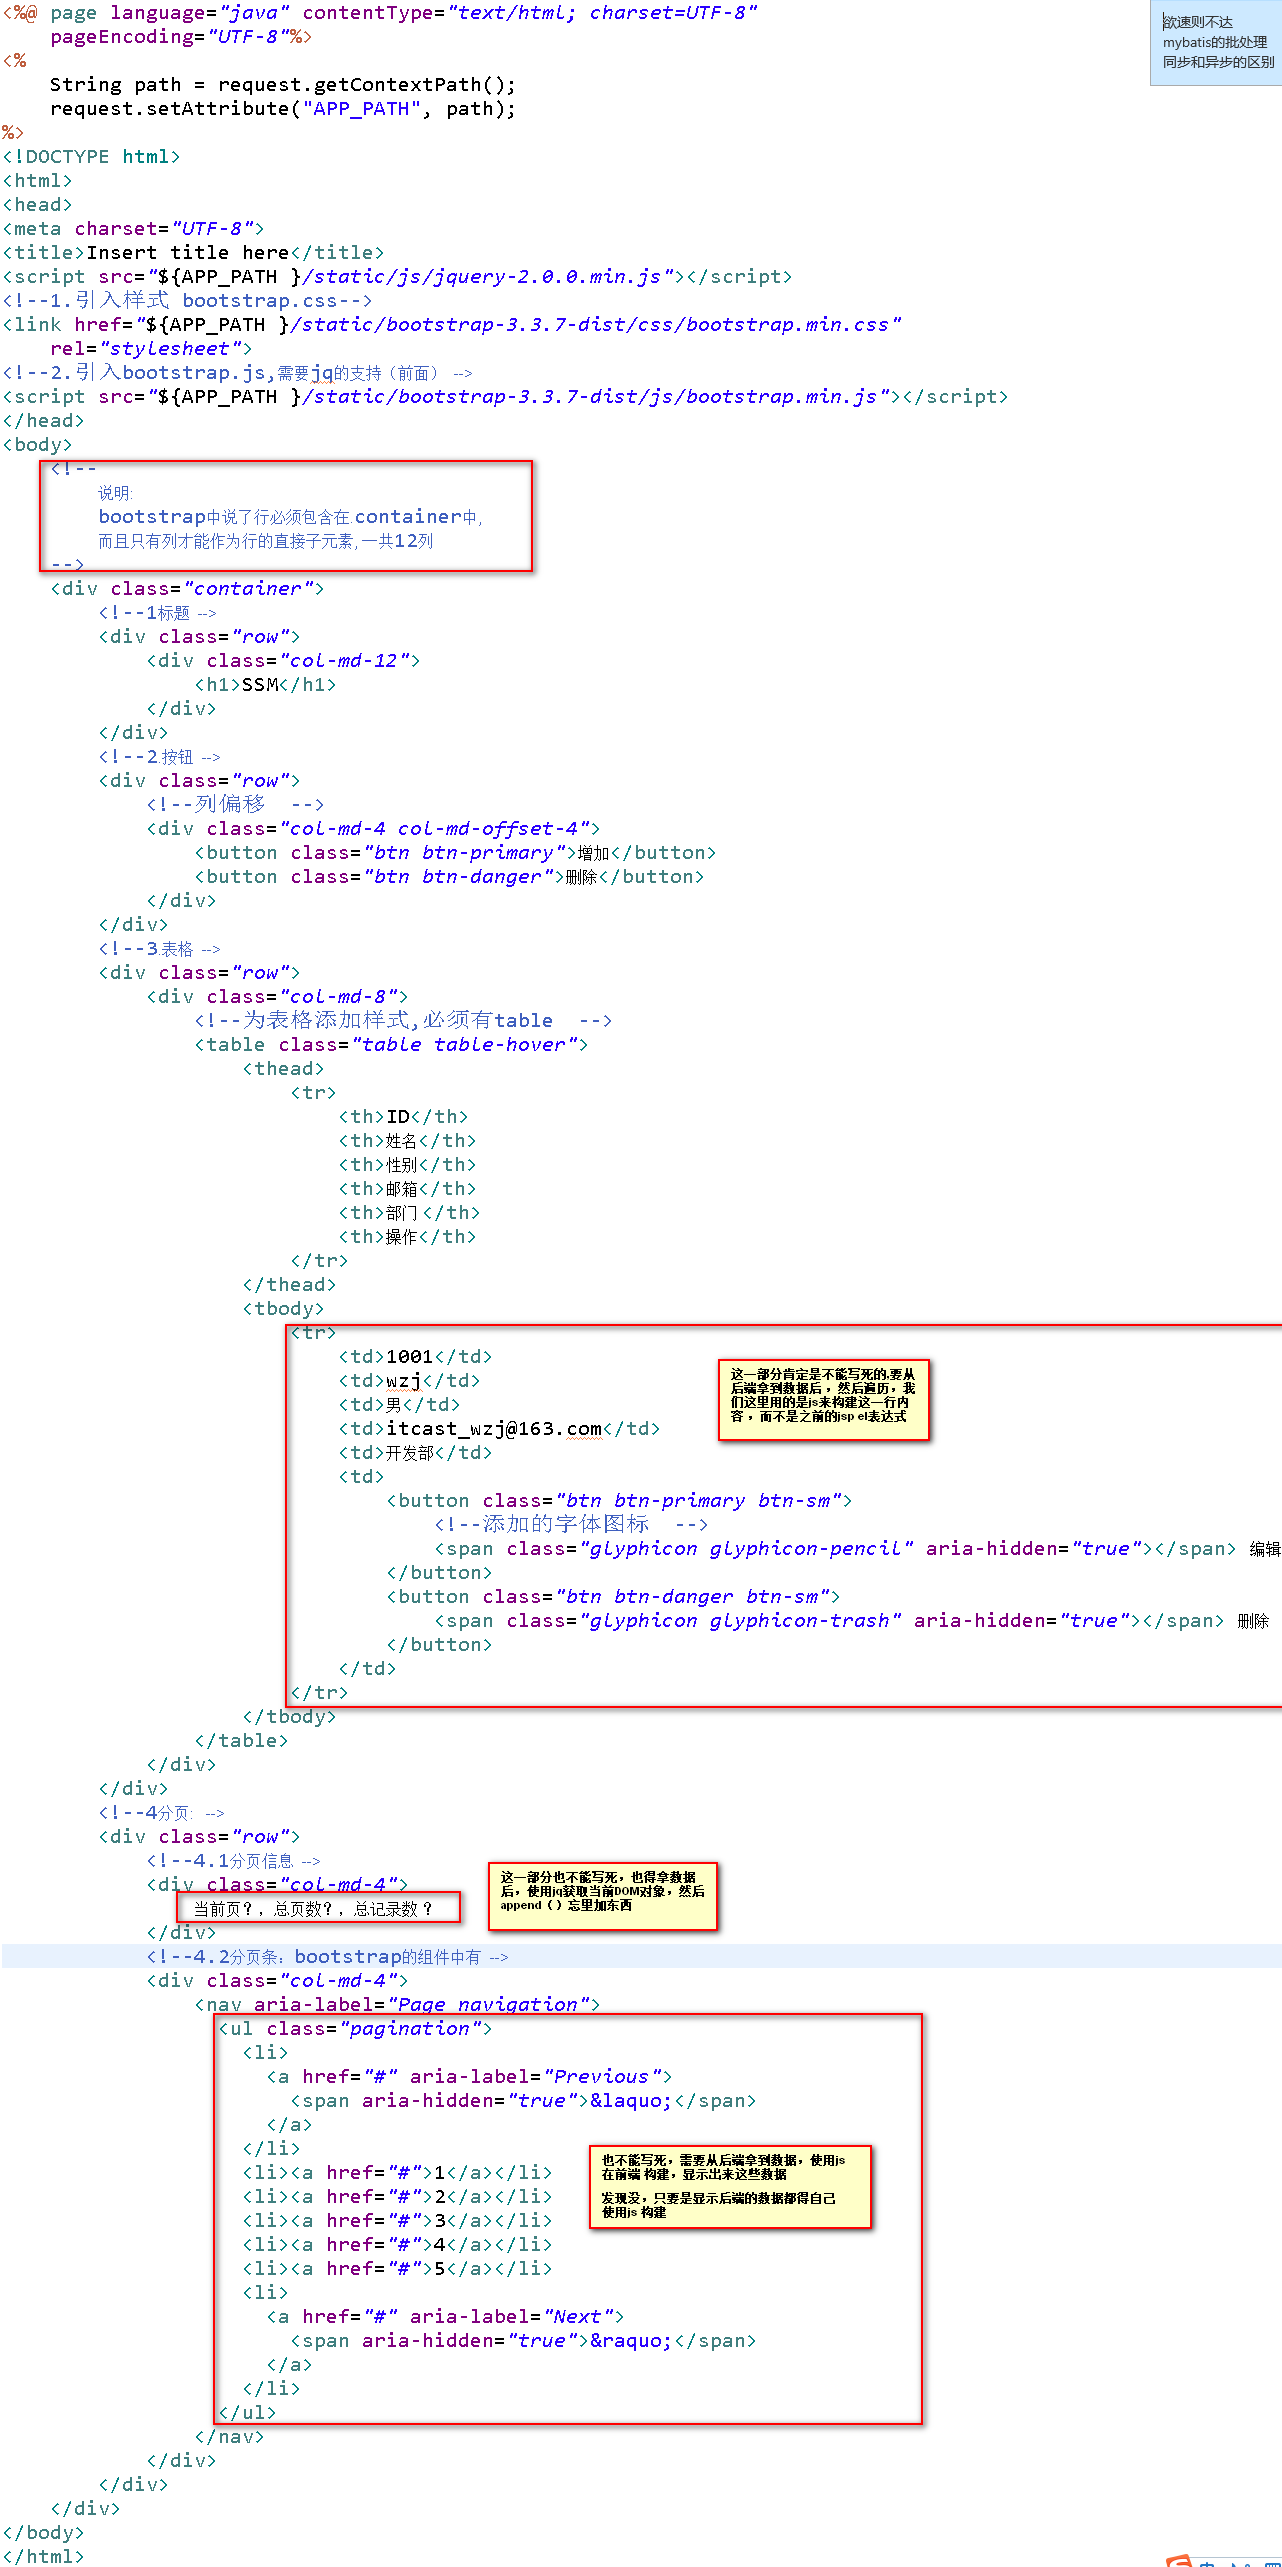 <%@ page language="java" contentType="text/html; charset=UTF-8"
    pageEncoding="UTF-8"%>
欲速则不达
mybatis的批处理
同步和异步的区别
<%
    String path = request.getContextPath();
    request.setAttribute("APP_PATH", path);
%>
<!DOCTYPE html>
<html>
<head>
<meta charset="UTF-8">
<title>Insert title here</title>
<script src="${APP_PATH }/static/js/jquery-2.0.0.min.js"></script>
<!--1.引入样式 bootstrap.css-->
<link href="${APP_PATH }/static/bootstrap-3.3.7-dist/css/bootstrap.min.css"
    rel="stylesheet">
<!--2.引入bootstrap.js,需要jq的支持（前面） -->
<script src="${APP_PATH }/static/bootstrap-3.3.7-dist/js/bootstrap.min.js"></script>
</head>
<body>
    <!--
        说明:
        bootstrap中说了行必须包含在.container中,
        而且只有列才能作为行的直接子元素,一共12列
    -->
    <div class="container">
        <!--1标题 -->
        <div class="row">
            <div class="col-md-12">
                <h1>SSM</h1>
            </div>
        </div>
        <!--2.按钮 -->
        <div class="row">
            <!--列偏移  -->
            <div class="col-md-4 col-md-offset-4">
                <button class="btn btn-primary">增加</button>
                <button class="btn btn-danger">删除</button>
            </div>
        </div>
        <!--3.表格 -->
        <div class="row">
            <div class="col-md-8">
                <!--为表格添加样式,必须有table  -->
                <table class="table table-hover">
                    <thead>
                        <tr>
                            <th>ID</th>
                            <th>姓名</th>
                            <th>性别</th>
                            <th>邮箱</th>
                            <th>部门 </th>
                            <th>操作</th>
                        </tr>
                    </thead>
                    <tbody>
                        <tr>
                            <td>1001</td>
                            <td>wzj</td>
                            <td>男</td>
                            <td>itcast_wzj@163.com</td>
                            <td>开发部</td>
                            <td>
这一部分肯定是不能写死的,要从
后端拿到数据后，然后遍历，我
们这里用的是js来构建这一行内
容，而不是之前的jsp el表达式
                                <button class="btn btn-primary btn-sm">
                                    <!--添加的字体图标  -->
                                    <span class="glyphicon glyphicon-pencil" aria-hidden="true"></span> 编辑
                                </button>
                                <button class="btn btn-danger btn-sm">
                                    <span class="glyphicon glyphicon-trash" aria-hidden="true"></span> 删除
                                </button>
                            </td>
                        </tr>
                    </tbody>
                </table>
            </div>
        </div>
        <!--4分页:  -->
        <div class="row">
            <!--4.1分页信息 -->
            <div class="col-md-4">
                当前页？，总页数？，总记录数 ？
            </div>
这一部分也不能写死，也得拿数据
后，使用jq获取当前DOM对象，然后
append（）忘里加东西
            <!--4.2分页条：bootstrap的组件中有 -->
            <div class="col-md-4">
                <nav aria-label="Page navigation">
                  <ul class="pagination">
                    <li>
                      <a href="#" aria-label="Previous">
                        <span aria-hidden="true">&laquo;</span>
                      </a>
                    </li>
                    <li><a href="#">1</a></li>
                    <li><a href="#">2</a></li>
                    <li><a href="#">3</a></li>
                    <li><a href="#">4</a></li>
                    <li><a href="#">5</a></li>
也不能写死，需要从后端拿到数据，使用js
在前端 构建，显示出来这些数据
发现没，只要是显示后端的数据都得自己
使用js 构建
                    <li>
                      <a href="#" aria-label="Next">
                        <span aria-hidden="true">&raquo;</span>
                      </a>
                    </li>
                  </ul>
                </nav>
            </div>
        </div>
    </div>
</body>
</html>